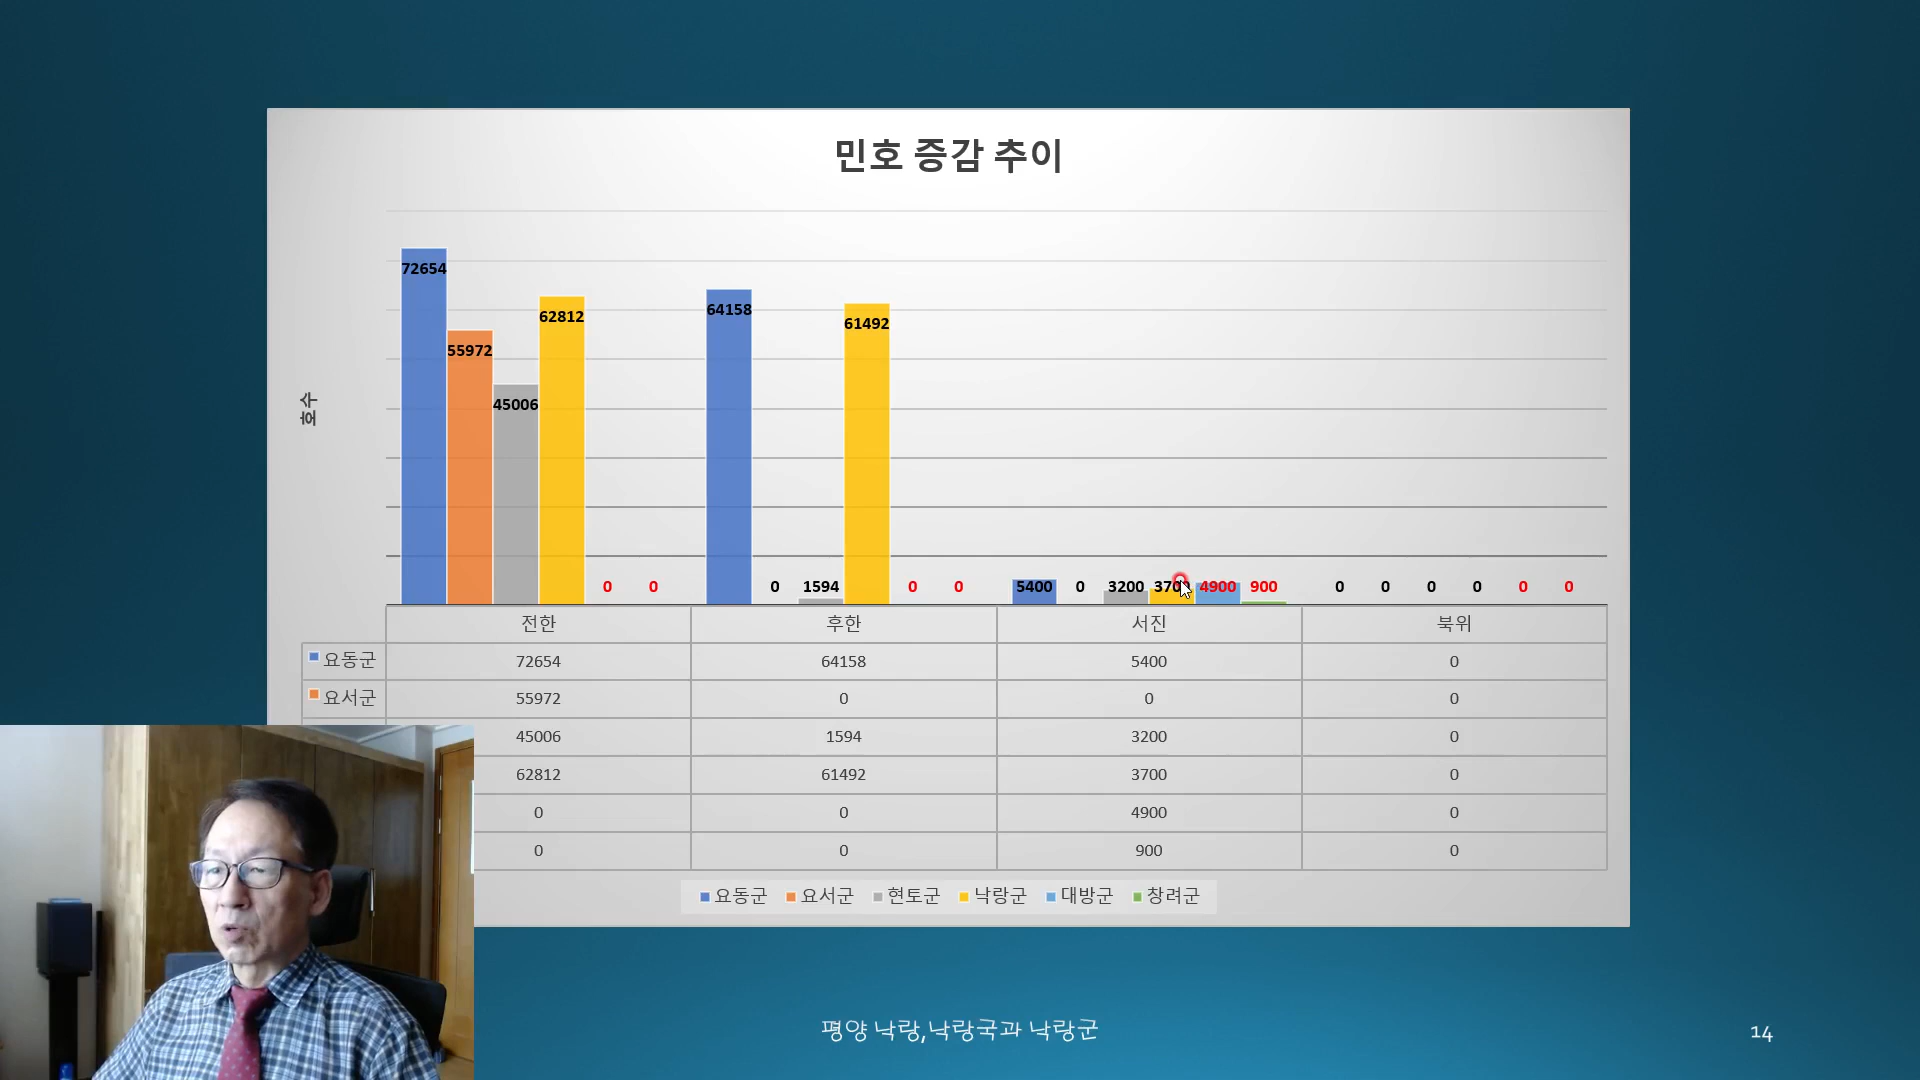 민호 증감 추이
호수
72654 55972 45006 62812 0 0 64158 0 1594 61492 0 0 5400 0 3200 3700 4900 900 0 0 0 0 0 0
전한 후한 서진 북위
요동군 72654 64158 5400 0
요서군 55972 0 0 0
45006 1594 3200 0
62812 61492 3700 0
0 0 4900 0
0 0 900 0
요동군 요서군 현토군 낙랑군 대방군 창려군
평양 낙랑,낙랑국과 낙랑군
14